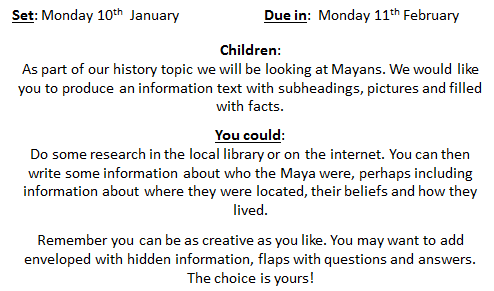 Set: Monday 10th January Due in: Monday 11th February
Children:
As part of our history topic we will be looking at Mayans. We would like
you to produce an information text with subheadings, pictures and filled
with facts.
You could:
Do some research in the local library or on the internet. You can then
write some information about who the Maya were, perhaps including
information about where they were located, their beliefs and how they
lived.
Remember you can be as creative as you like. You may want to add
enveloped with hidden information, flaps with questions and answers.
The choice is yours!